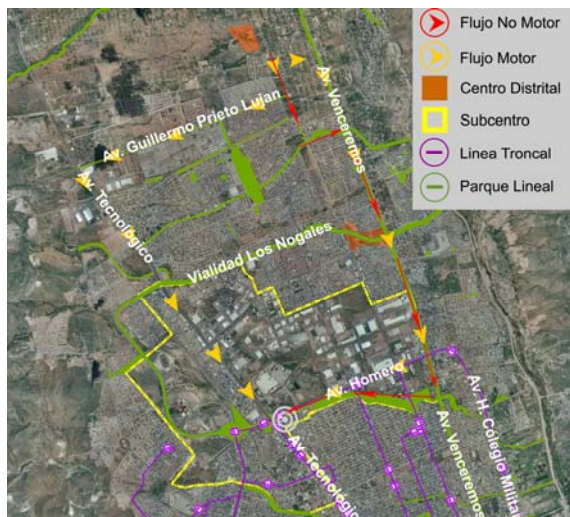 Flujo No Motor
Flujo Motor
Centro Distrital
Subcentro
Linea Troncal
Parque Lineal
Av. Venceremos
Av. Guillermo Prieto Lujan
Av. Tecnológico
Vialidad Los Nogales
Av. Homero
Av. Tecnológico
Av. Venceremos
Av. H. Colegio Militar